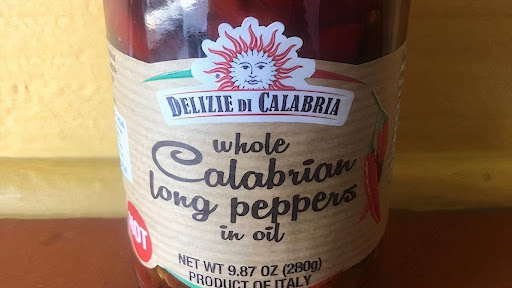 DELIZIE DI CALABRIA
whole
Calabrian
long peppers
in oil
HOT
NET WT 9.87 OZ (280g)
PRODUCT OF ITALY